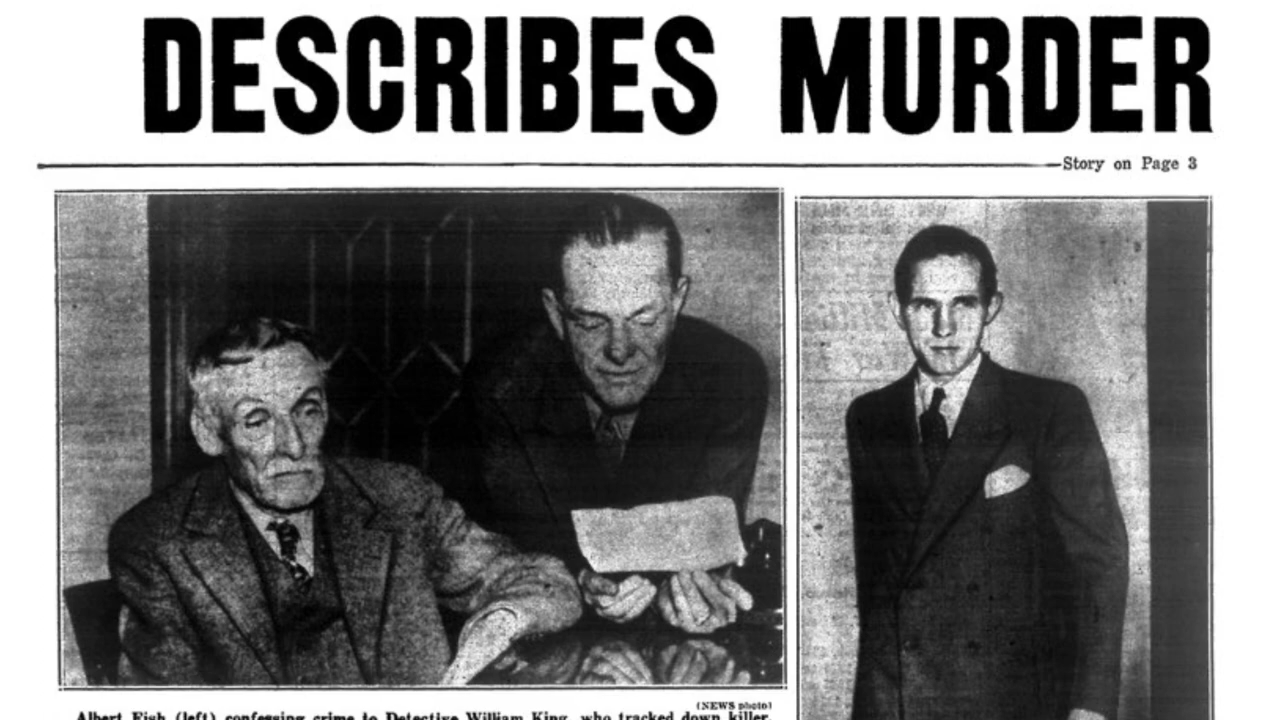 DESCRIBES MURDER
Story on Page 3
(NEWS photo)
Albert Fish (left) confessing crime to Detective William King, who tracked down killer.